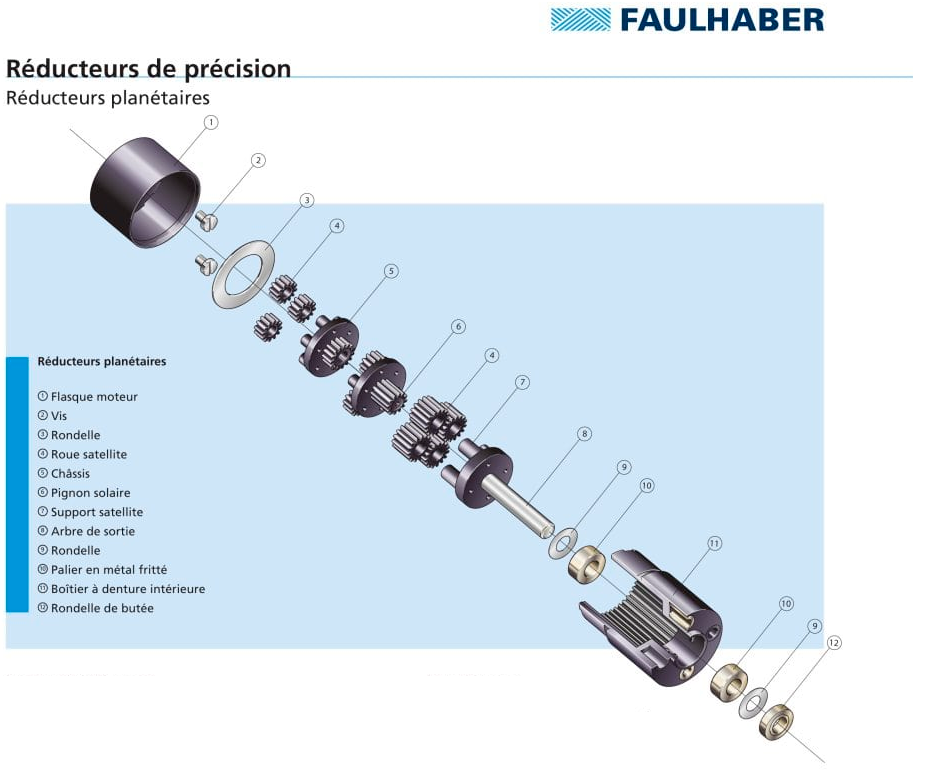 FAULHABER
Réducteurs de précision
Réducteurs planétaires
1
2
3
4
5
6
4
7
8
9
10
11
10
9
12
Réducteurs planétaires
① Flasque moteur
② Vis
③ Rondelle
④ Roue satellite
⑤ Châssis
⑥ Pignon solaire
⑦ Support satellite
⑧ Arbre de sortie
⑨ Rondelle
⑩ Palier en métal fritté
⑪ Boîtier à denture intérieure
⑫ Rondelle de butée